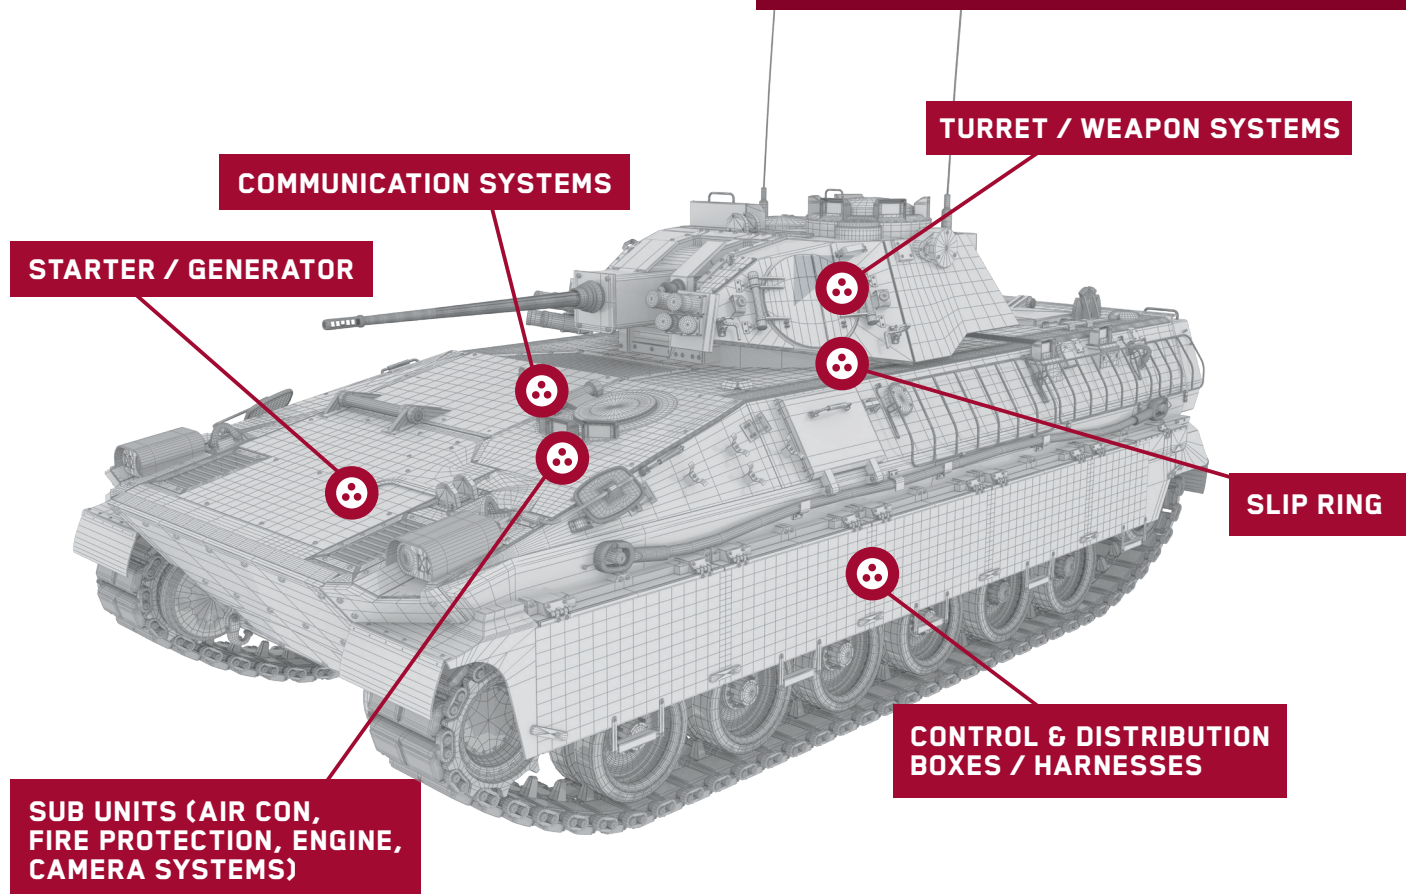 TURRET / WEAPON SYSTEMS
COMMUNICATION SYSTEMS
STARTER / GENERATOR
SLIP RING
CONTROL & DISTRIBUTION
BOXES / HARNESSES
SUB UNITS (AIR CON,
FIRE PROTECTION, ENGINE,
CAMERA SYSTEMS)